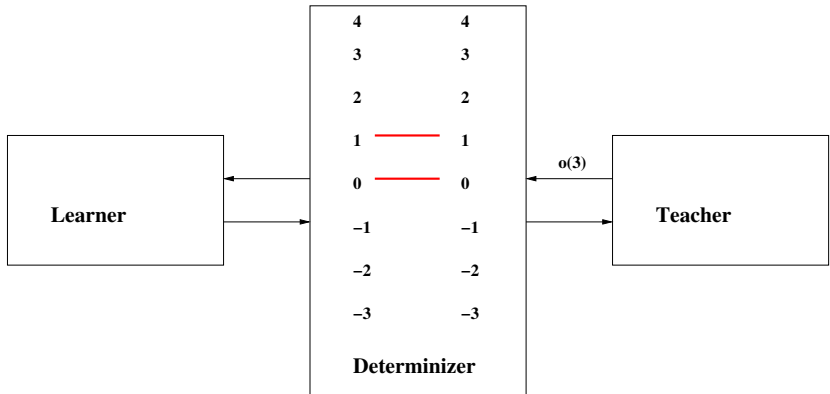 4 4
3 3
2 2
1 1
o(3)
0 0
Learner
Teacher
−1 −1
−2 −2
−3 −3
Determinizer